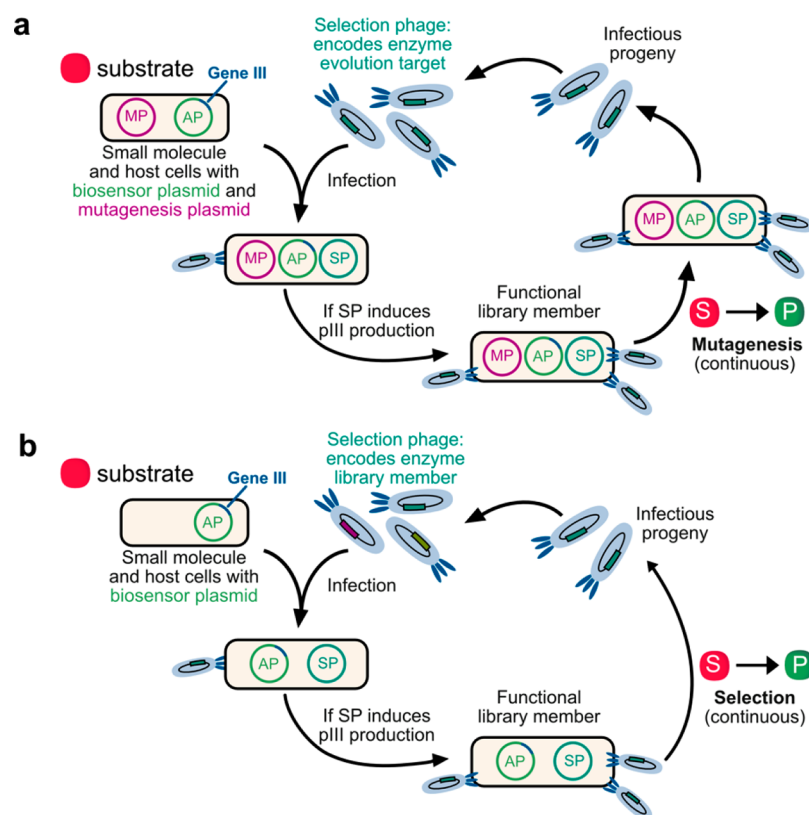 a
Selection phage:
encodes enzyme
evolution target
Infectious
progeny
substrate
Gene III
MP
AP
Small molecule
and host cells with
biosensor plasmid and
mutagenesis plasmid
Infection
MP
AP
SP
MP
AP
SP
If SP induces
pIII production
Functional
library member
MP
AP
SP
S
P
Mutagenesis
(continuous)
b
Selection phage:
encodes enzyme
library member
substrate
Gene III
AP
Small molecule
and host cells with
biosensor plasmid
Infection
Infectious
progeny
AP
SP
If SP induces
pIII production
Functional
library member
AP
SP
S
P
Selection
(continuous)